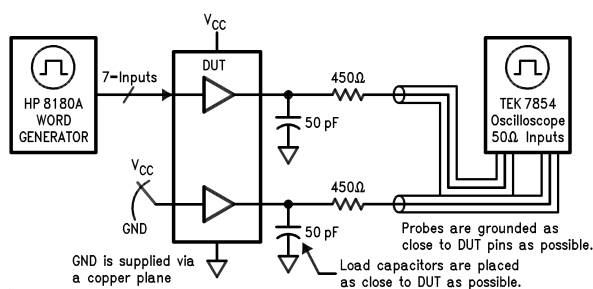 V_CC
DUT
7-Inputs
HP 8180A
WORD
GENERATOR
450Ω
50 pF
TEK 7854
Oscilloscope
50Ω Inputs
V_CC
GND
450Ω
50 pF
Probes are grounded as
close to DUT pins as possible.
GND is supplied via
a copper plane
Load capacitors are placed
as close to DUT as possible.